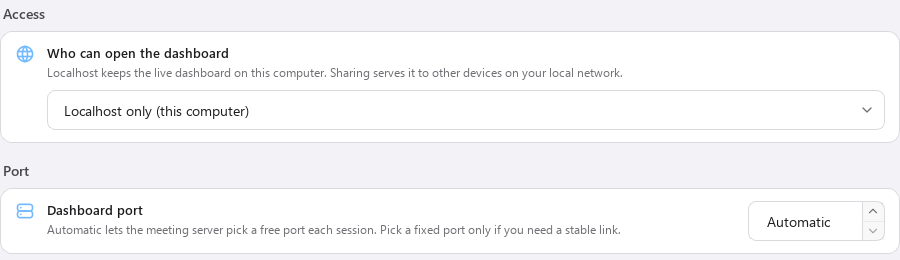 Access
Who can open the dashboard
Localhost keeps the live dashboard on this computer. Sharing serves it to other devices on your local network.
Localhost only (this computer)
Port
Dashboard port
Automatic lets the meeting server pick a free port each session. Pick a fixed port only if you need a stable link.
Automatic